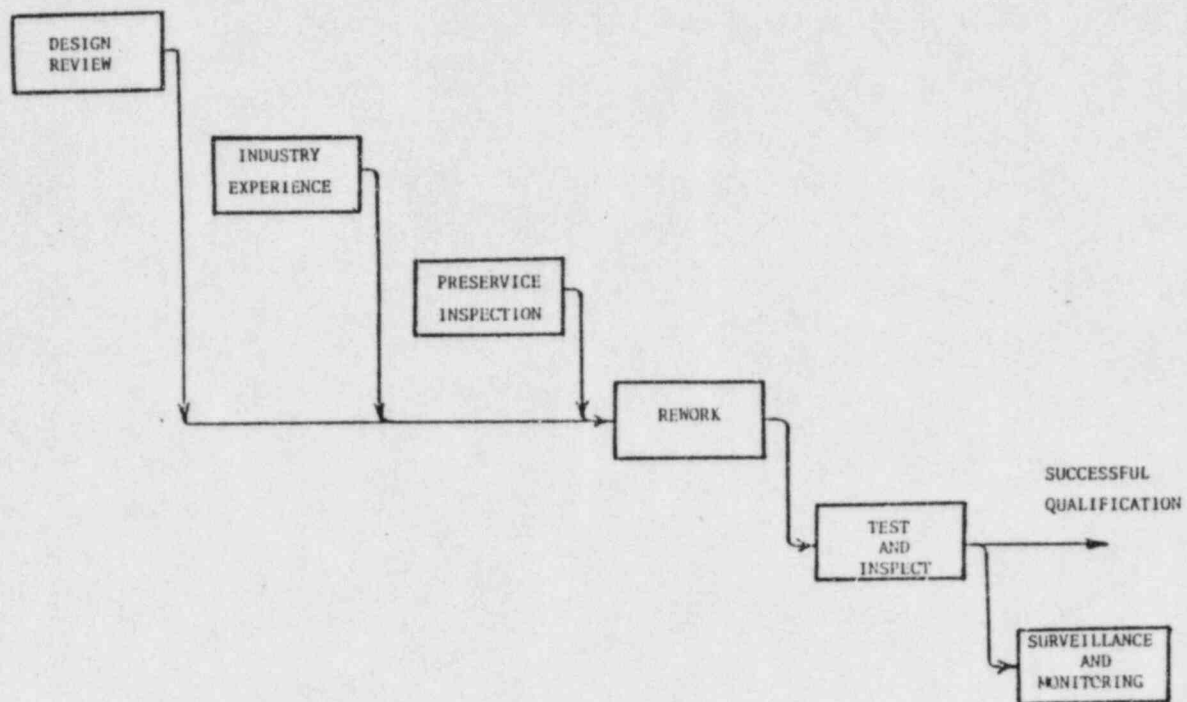 DESIGN
REVIEW
INDUSTRY
EXPERIENCE
PRESERVICE
INSPECTION
REWORK
TEST
AND
INSPECT
SUCCESSFUL
QUALIFICATION
SURVEILLANCE
AND
MONITORING